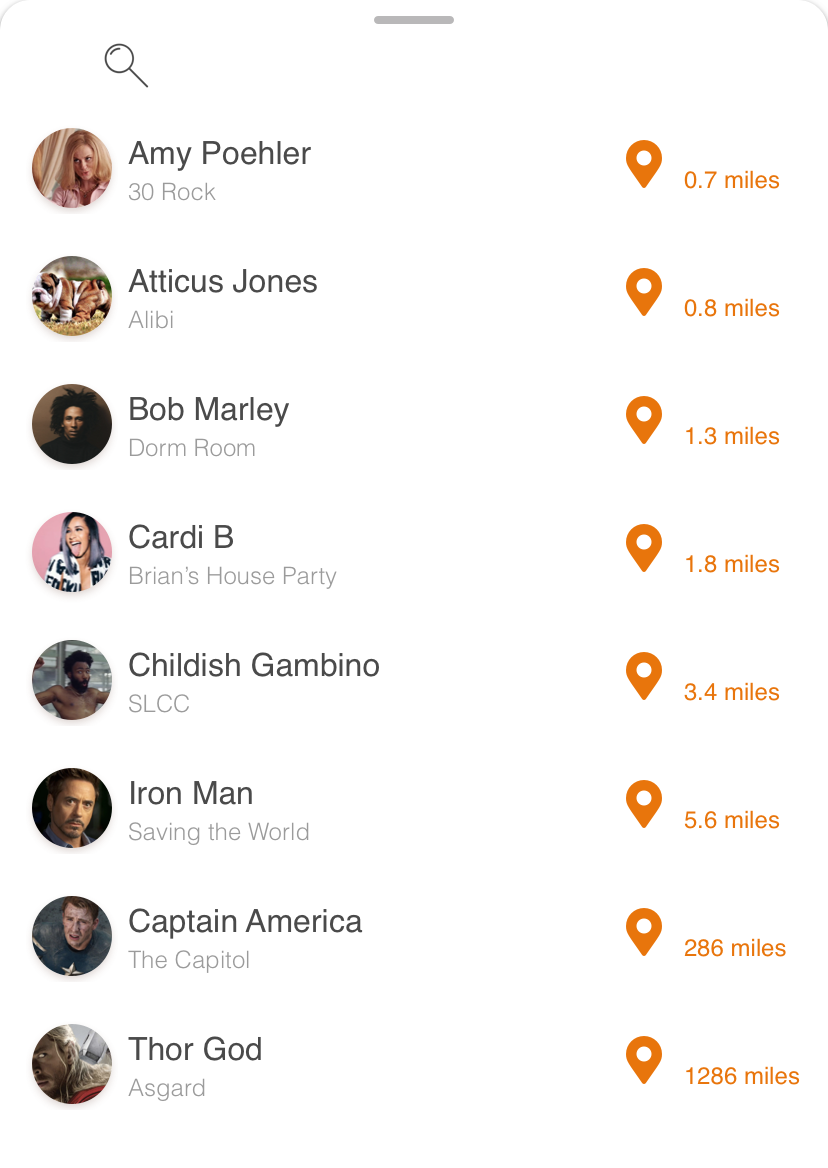 Amy Poehler
30 Rock
0.7 miles
Atticus Jones
Alibi
0.8 miles
Bob Marley
Dorm Room
1.3 miles
Cardi B
Brian’s House Party
1.8 miles
Childish Gambino
SLCC
3.4 miles
Iron Man
Saving the World
5.6 miles
Captain America
The Capitol
286 miles
Thor God
Asgard
1286 miles